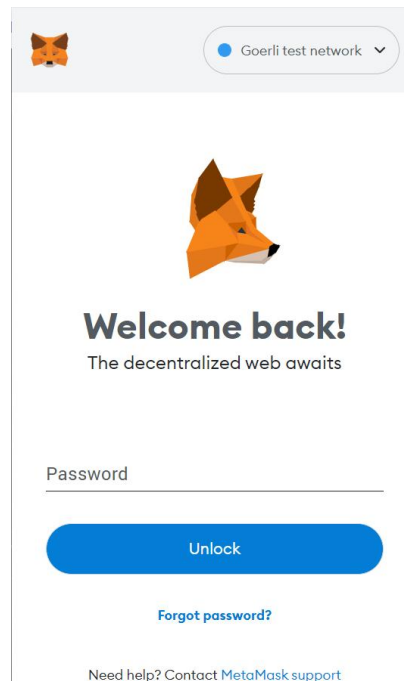 Goerli test network
Welcome back!
The decentralized web awaits
Password
Unlock
Forgot password?
Need help? Contact MetaMask support